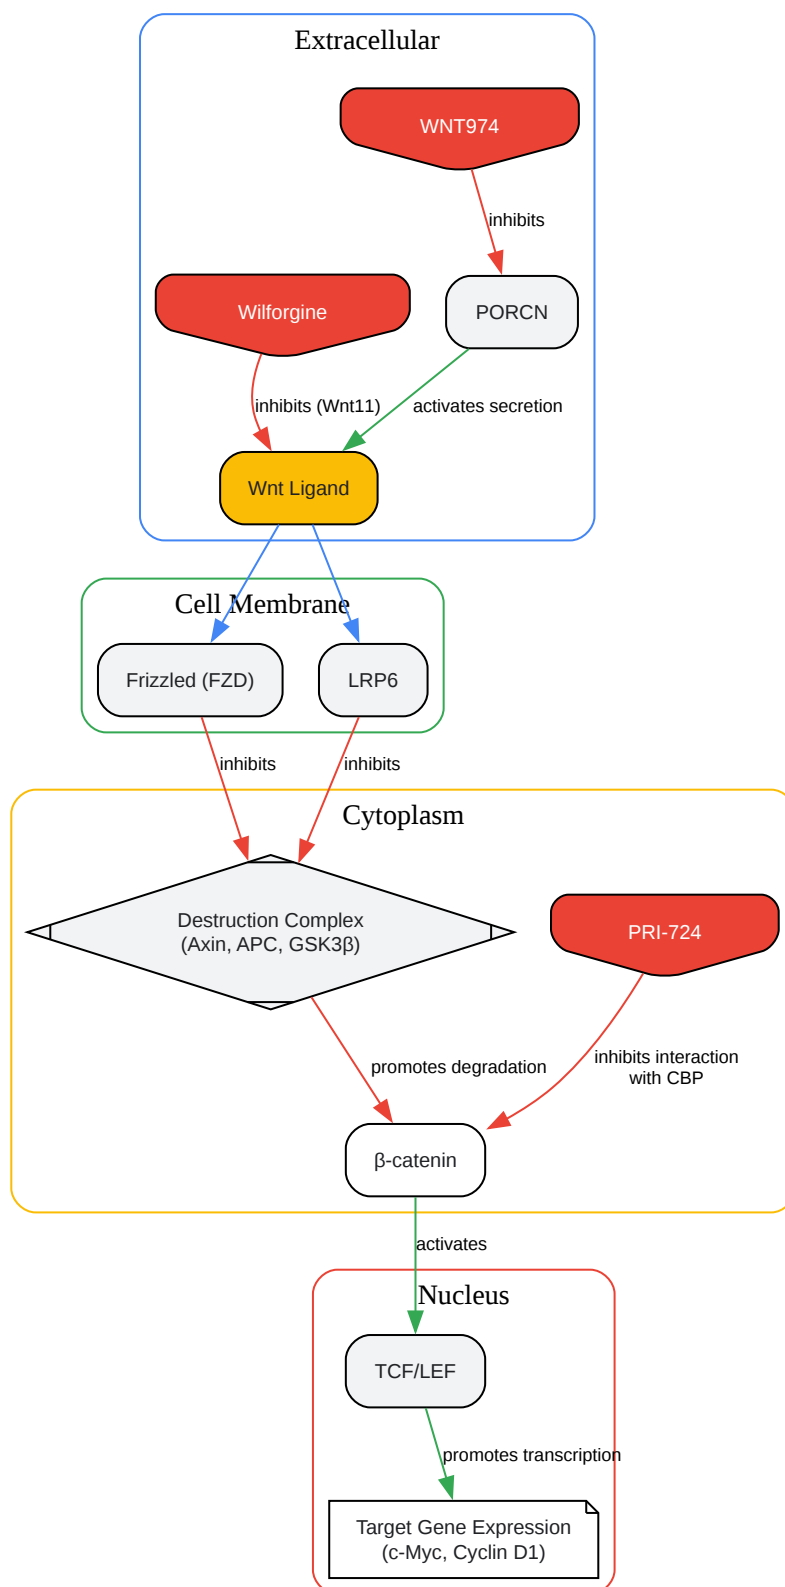 Extracellular
WNT974
inhibits
Wilforgine
PORCN
inhibits (Wnt11)
activates secretion
Wnt Ligand
Cell Membrane
Frizzled (FZD)
LRP6
inhibits
inhibits
Cytoplasm
Destruction Complex
(Axin, APC, GSK3β)
PRI-724
promotes degradation
inhibits interaction
with CBP
β-catenin
activates
Nucleus
TCF/LEF
promotes transcription
Target Gene Expression
(c-Myc, Cyclin D1)